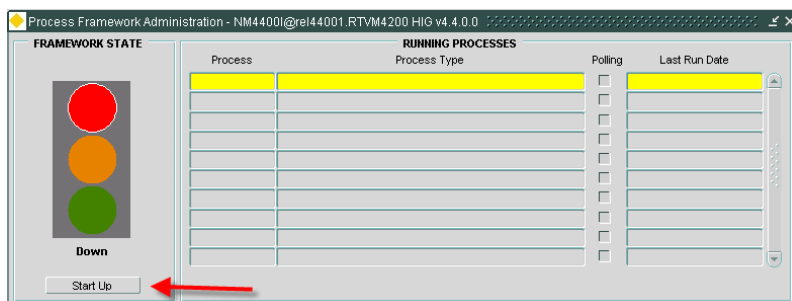 Process Framework Administration - NM4400I@rel44001.RTVM4200 HIG v4.4.0.0
FRAMEWORK STATE
RUNNING PROCESSES
Process Process Type Polling Last Run Date
Down
Start Up